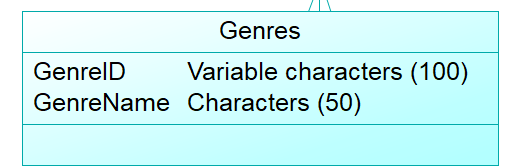 Genres
GenreID Variable characters (100)
GenreName Characters (50)